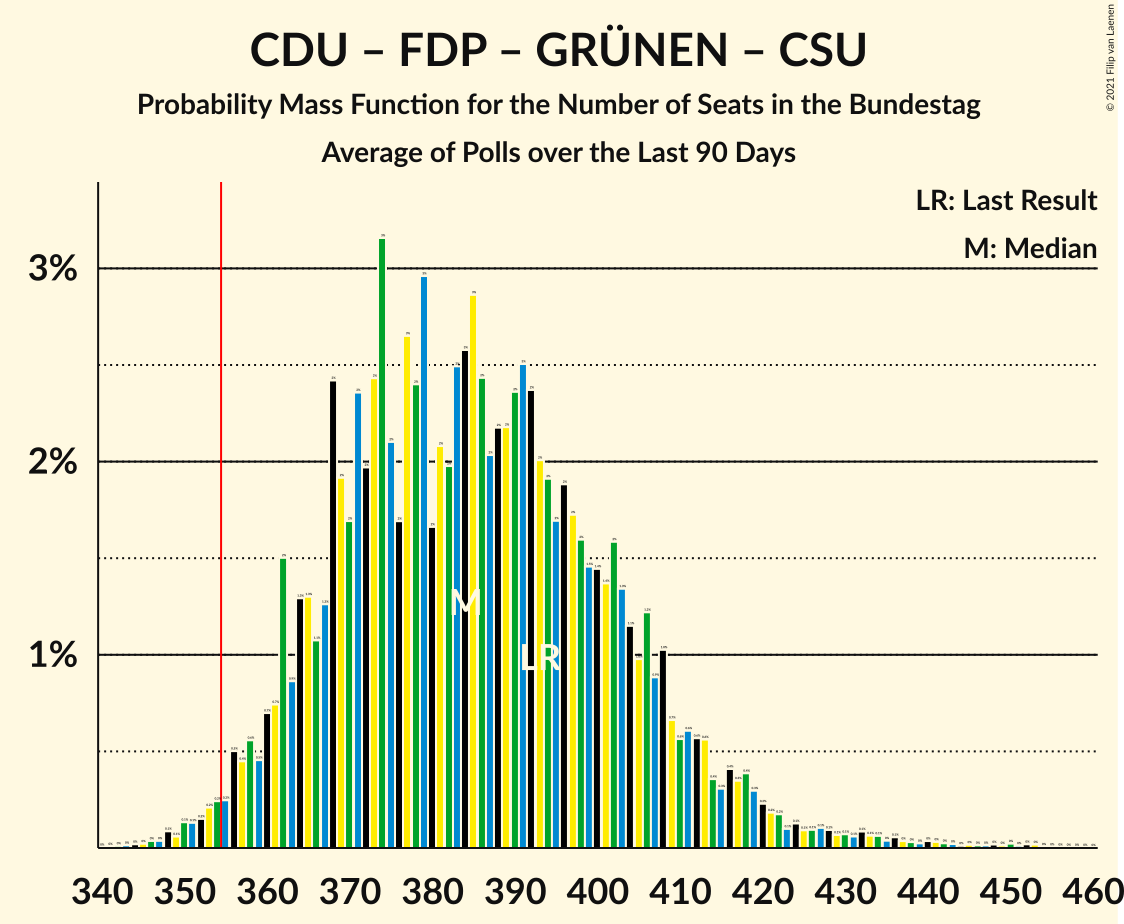 CDU – FDP – GRÜNEN – CSU
Probability Mass Function for the Number of Seats in the Bundestag
Average of Polls over the Last 90 Days
© 2021 Filip van Laenen
LR: Last Result
M: Median
3%
2%
1%
M
LR
340 350 360 370 380 390 400 410 420 430 440 450 460